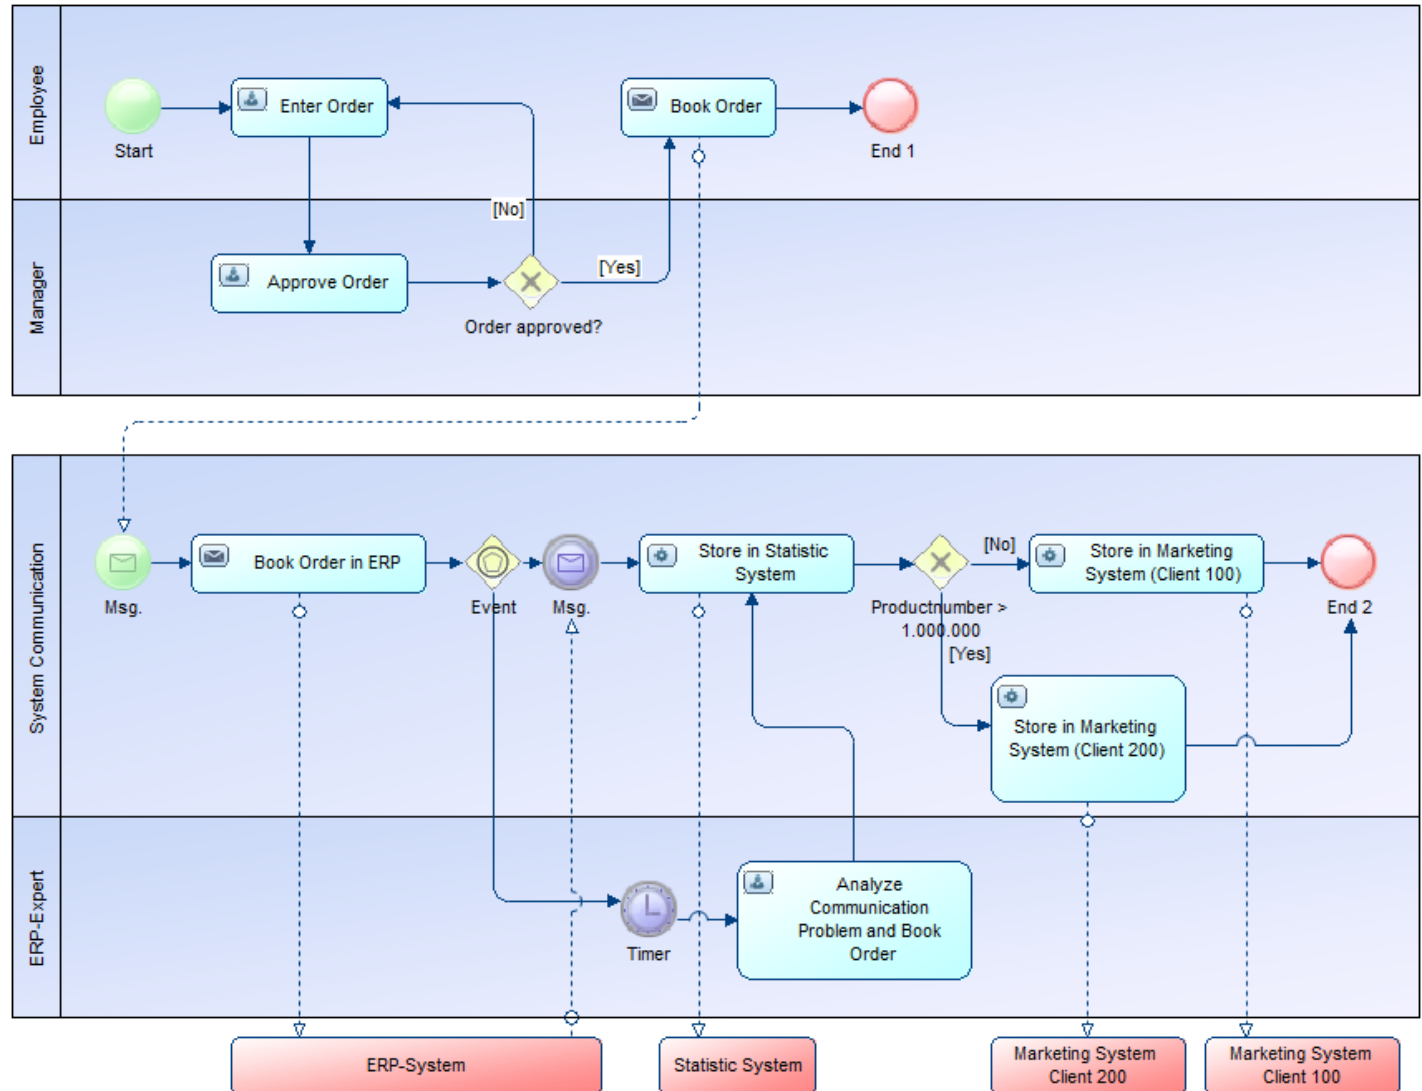 Employee
Start
Enter Order
Book Order
End 1
[No]
Manager
Approve Order
[Yes]
Order approved?
System Communication
Msg.
Book Order in ERP
Event
Msg.
Store in Statistic
System
Productnumber >
1.000.000
[No]
[Yes]
Store in Marketing
System (Client 100)
End 2
Store in Marketing
System (Client 200)
ERP-Expert
Timer
Analyze
Communication
Problem and Book
Order
ERP-System
Statistic System
Marketing System
Client 200
Marketing System
Client 100